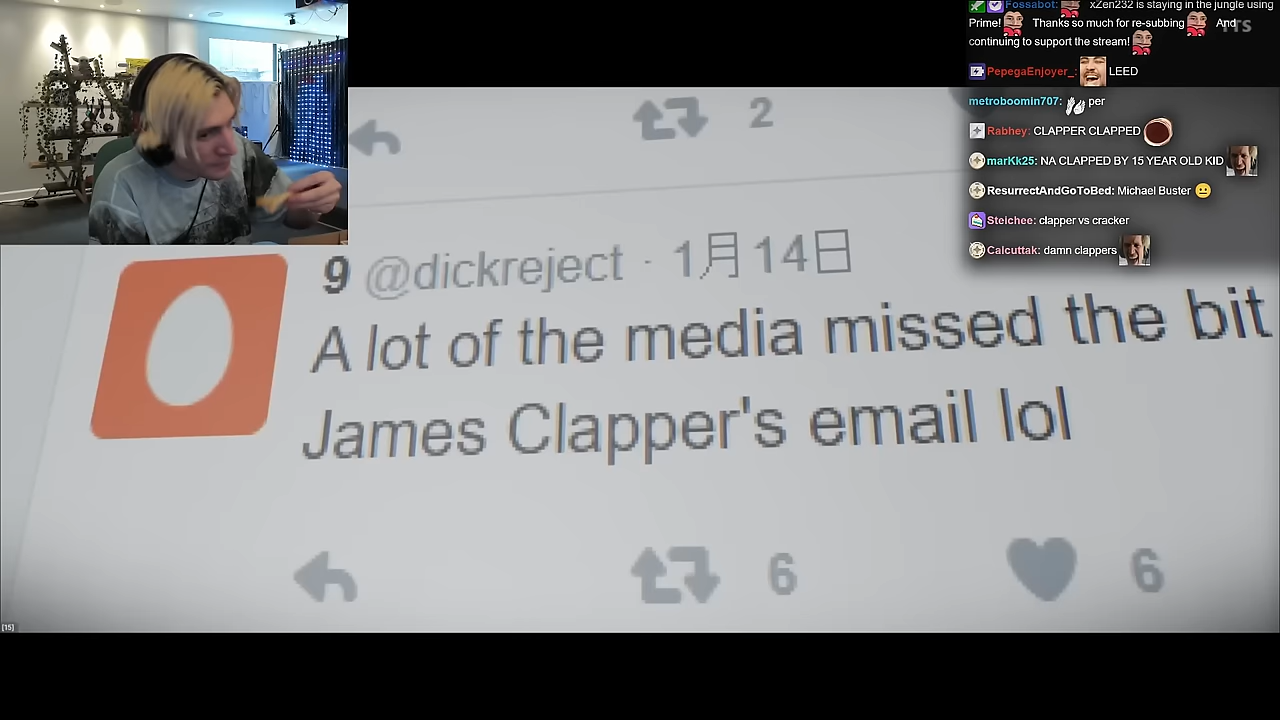 Fossabot: xZen232 is staying in the jungle using
Prime! Thanks so much for re-subbing And
continuing to support the stream!
PepegaEnjoyer_: LEED
metroboomin707: per
Rabhey: CLAPPER CLAPPED
marKk25: NA CLAPPED BY 15 YEAR OLD KID
ResurrectAndGoToBed: Michael Buster
Steichee: clapper vs cracker
Calcuttak: damn clappers
2
9 @dickreject · 1月14日
A lot of the media missed the bit
James Clapper's email lol
6 6
[15]